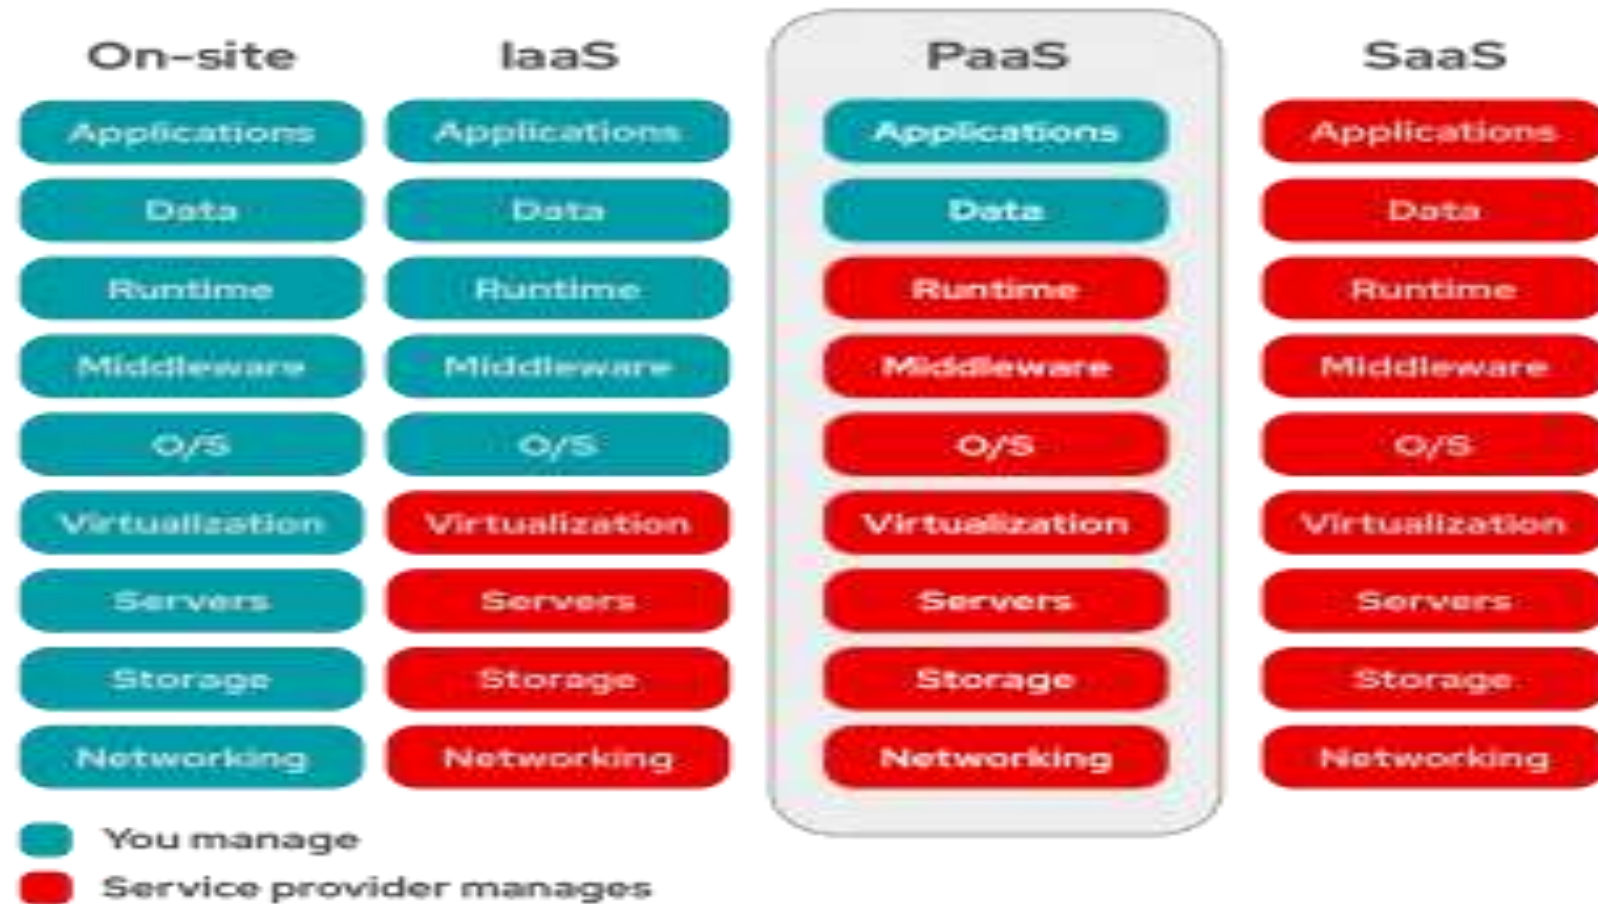 On-site IaaS PaaS SaaS
Applications Applications Applications Applications
Data Data Data Data
Runtime Runtime Runtime Runtime
Middleware Middleware Middleware Middleware
O/S O/S O/S O/S
Virtualization Virtualization Virtualization Virtualization
Servers Servers Servers Servers
Storage Storage Storage Storage
Networking Networking Networking Networking
You manage
Service provider manages